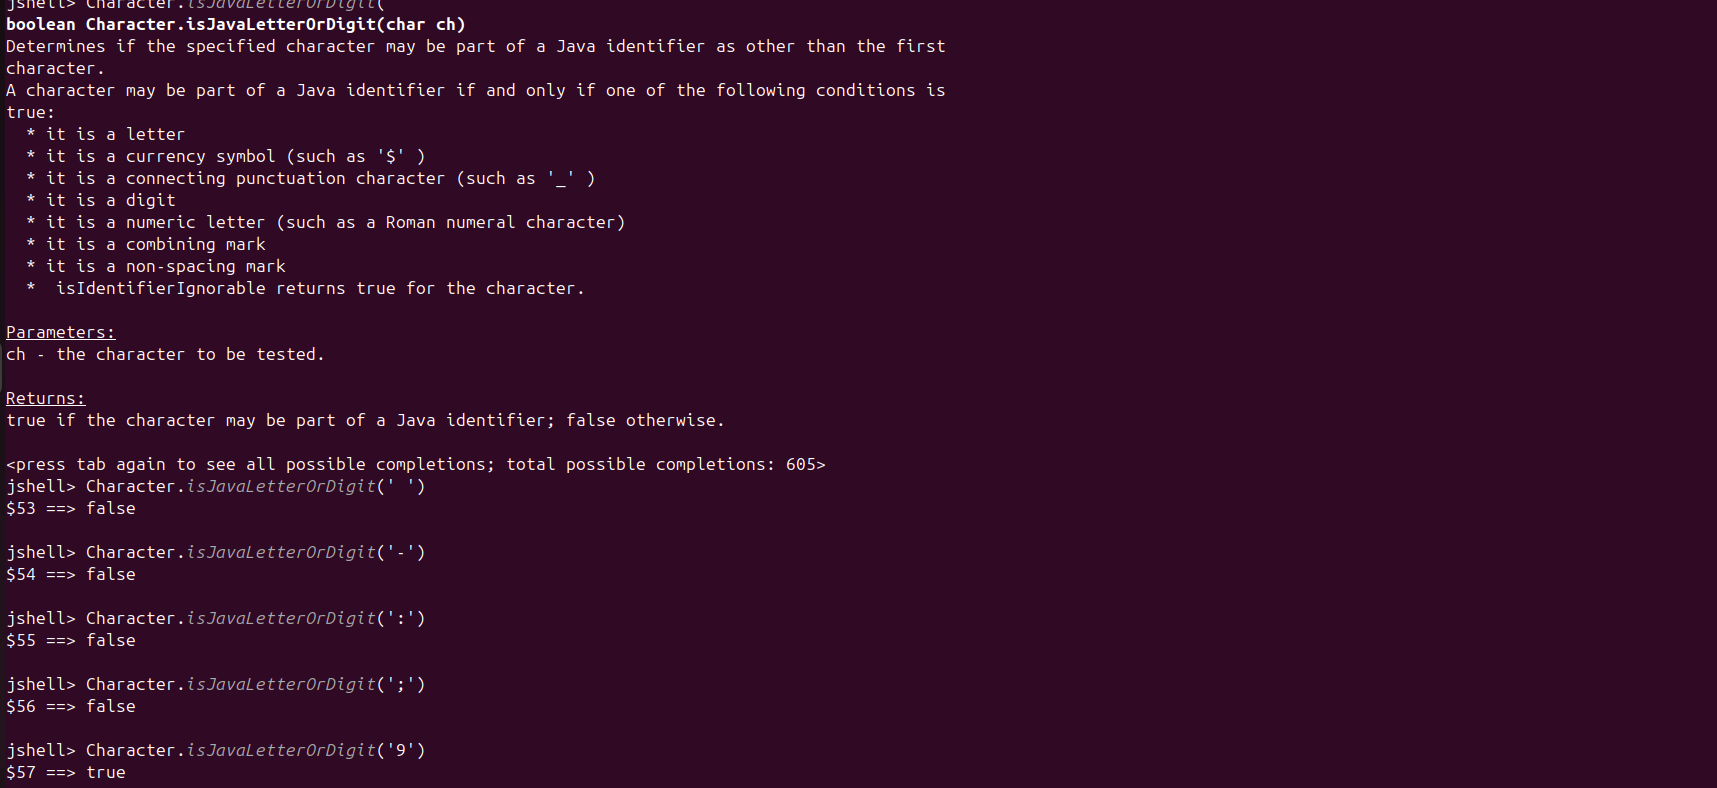 jshell> Character.isJavaLetterOrDigit(
boolean Character.isJavaLetterOrDigit(char ch)
Determines if the specified character may be part of a Java identifier as other than the first
character.
A character may be part of a Java identifier if and only if one of the following conditions is
true:
  * it is a letter
  * it is a currency symbol (such as '$' )
  * it is a connecting punctuation character (such as '_' )
  * it is a digit
  * it is a numeric letter (such as a Roman numeral character)
  * it is a combining mark
  * it is a non-spacing mark
  *  isIdentifierIgnorable returns true for the character.
Parameters:
ch - the character to be tested.
Returns:
true if the character may be part of a Java identifier; false otherwise.
<press tab again to see all possible completions; total possible completions: 605>
jshell> Character.isJavaLetterOrDigit(' ')
$53 ==> false
jshell> Character.isJavaLetterOrDigit('-')
$54 ==> false
jshell> Character.isJavaLetterOrDigit(':')
$55 ==> false
jshell> Character.isJavaLetterOrDigit(';')
$56 ==> false
jshell> Character.isJavaLetterOrDigit('9')
$57 ==> true